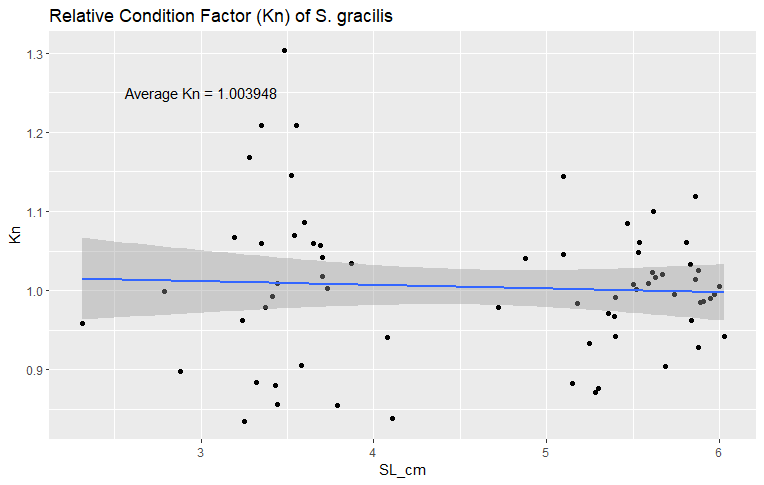 Relative Condition Factor (Kn) of S. gracilis
1.3
Average Kn = 1.003948
1.2
1.1
Kn
1.0
0.9
3 4 5 6
SL_cm